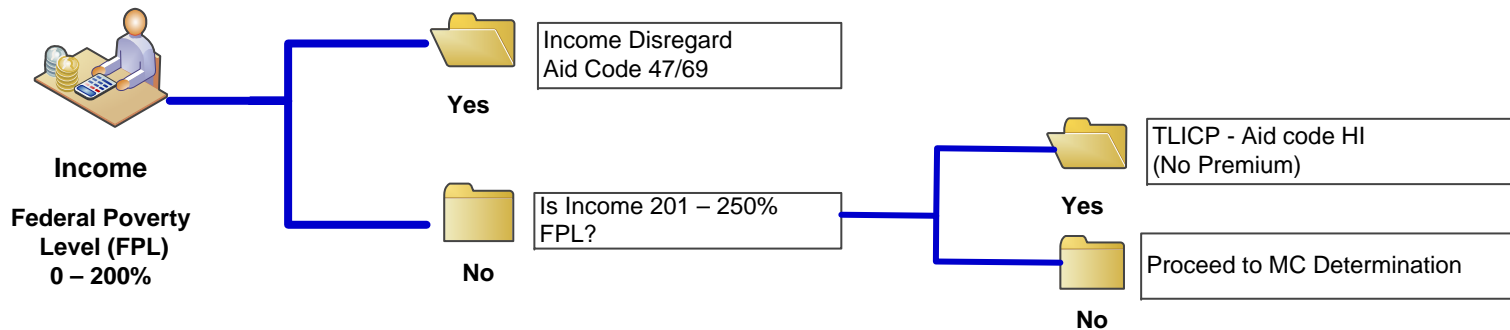 Income
Federal Poverty
Level (FPL)
0 – 200%
Income Disregard
Aid Code 47/69
Yes
No
Is Income 201 – 250%
FPL?
TLICP - Aid code HI
(No Premium)
Yes
Proceed to MC Determination
No